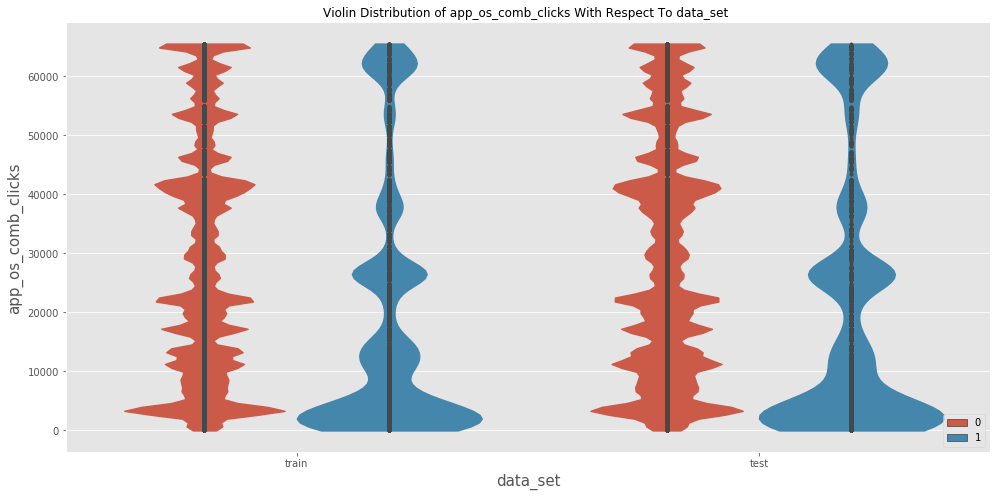 Violin Distribution of app_os_comb_clicks With Respect To data_set
app_os_comb_clicks
60000
50000
40000
30000
20000
10000
0
train
test
data_set
0
1